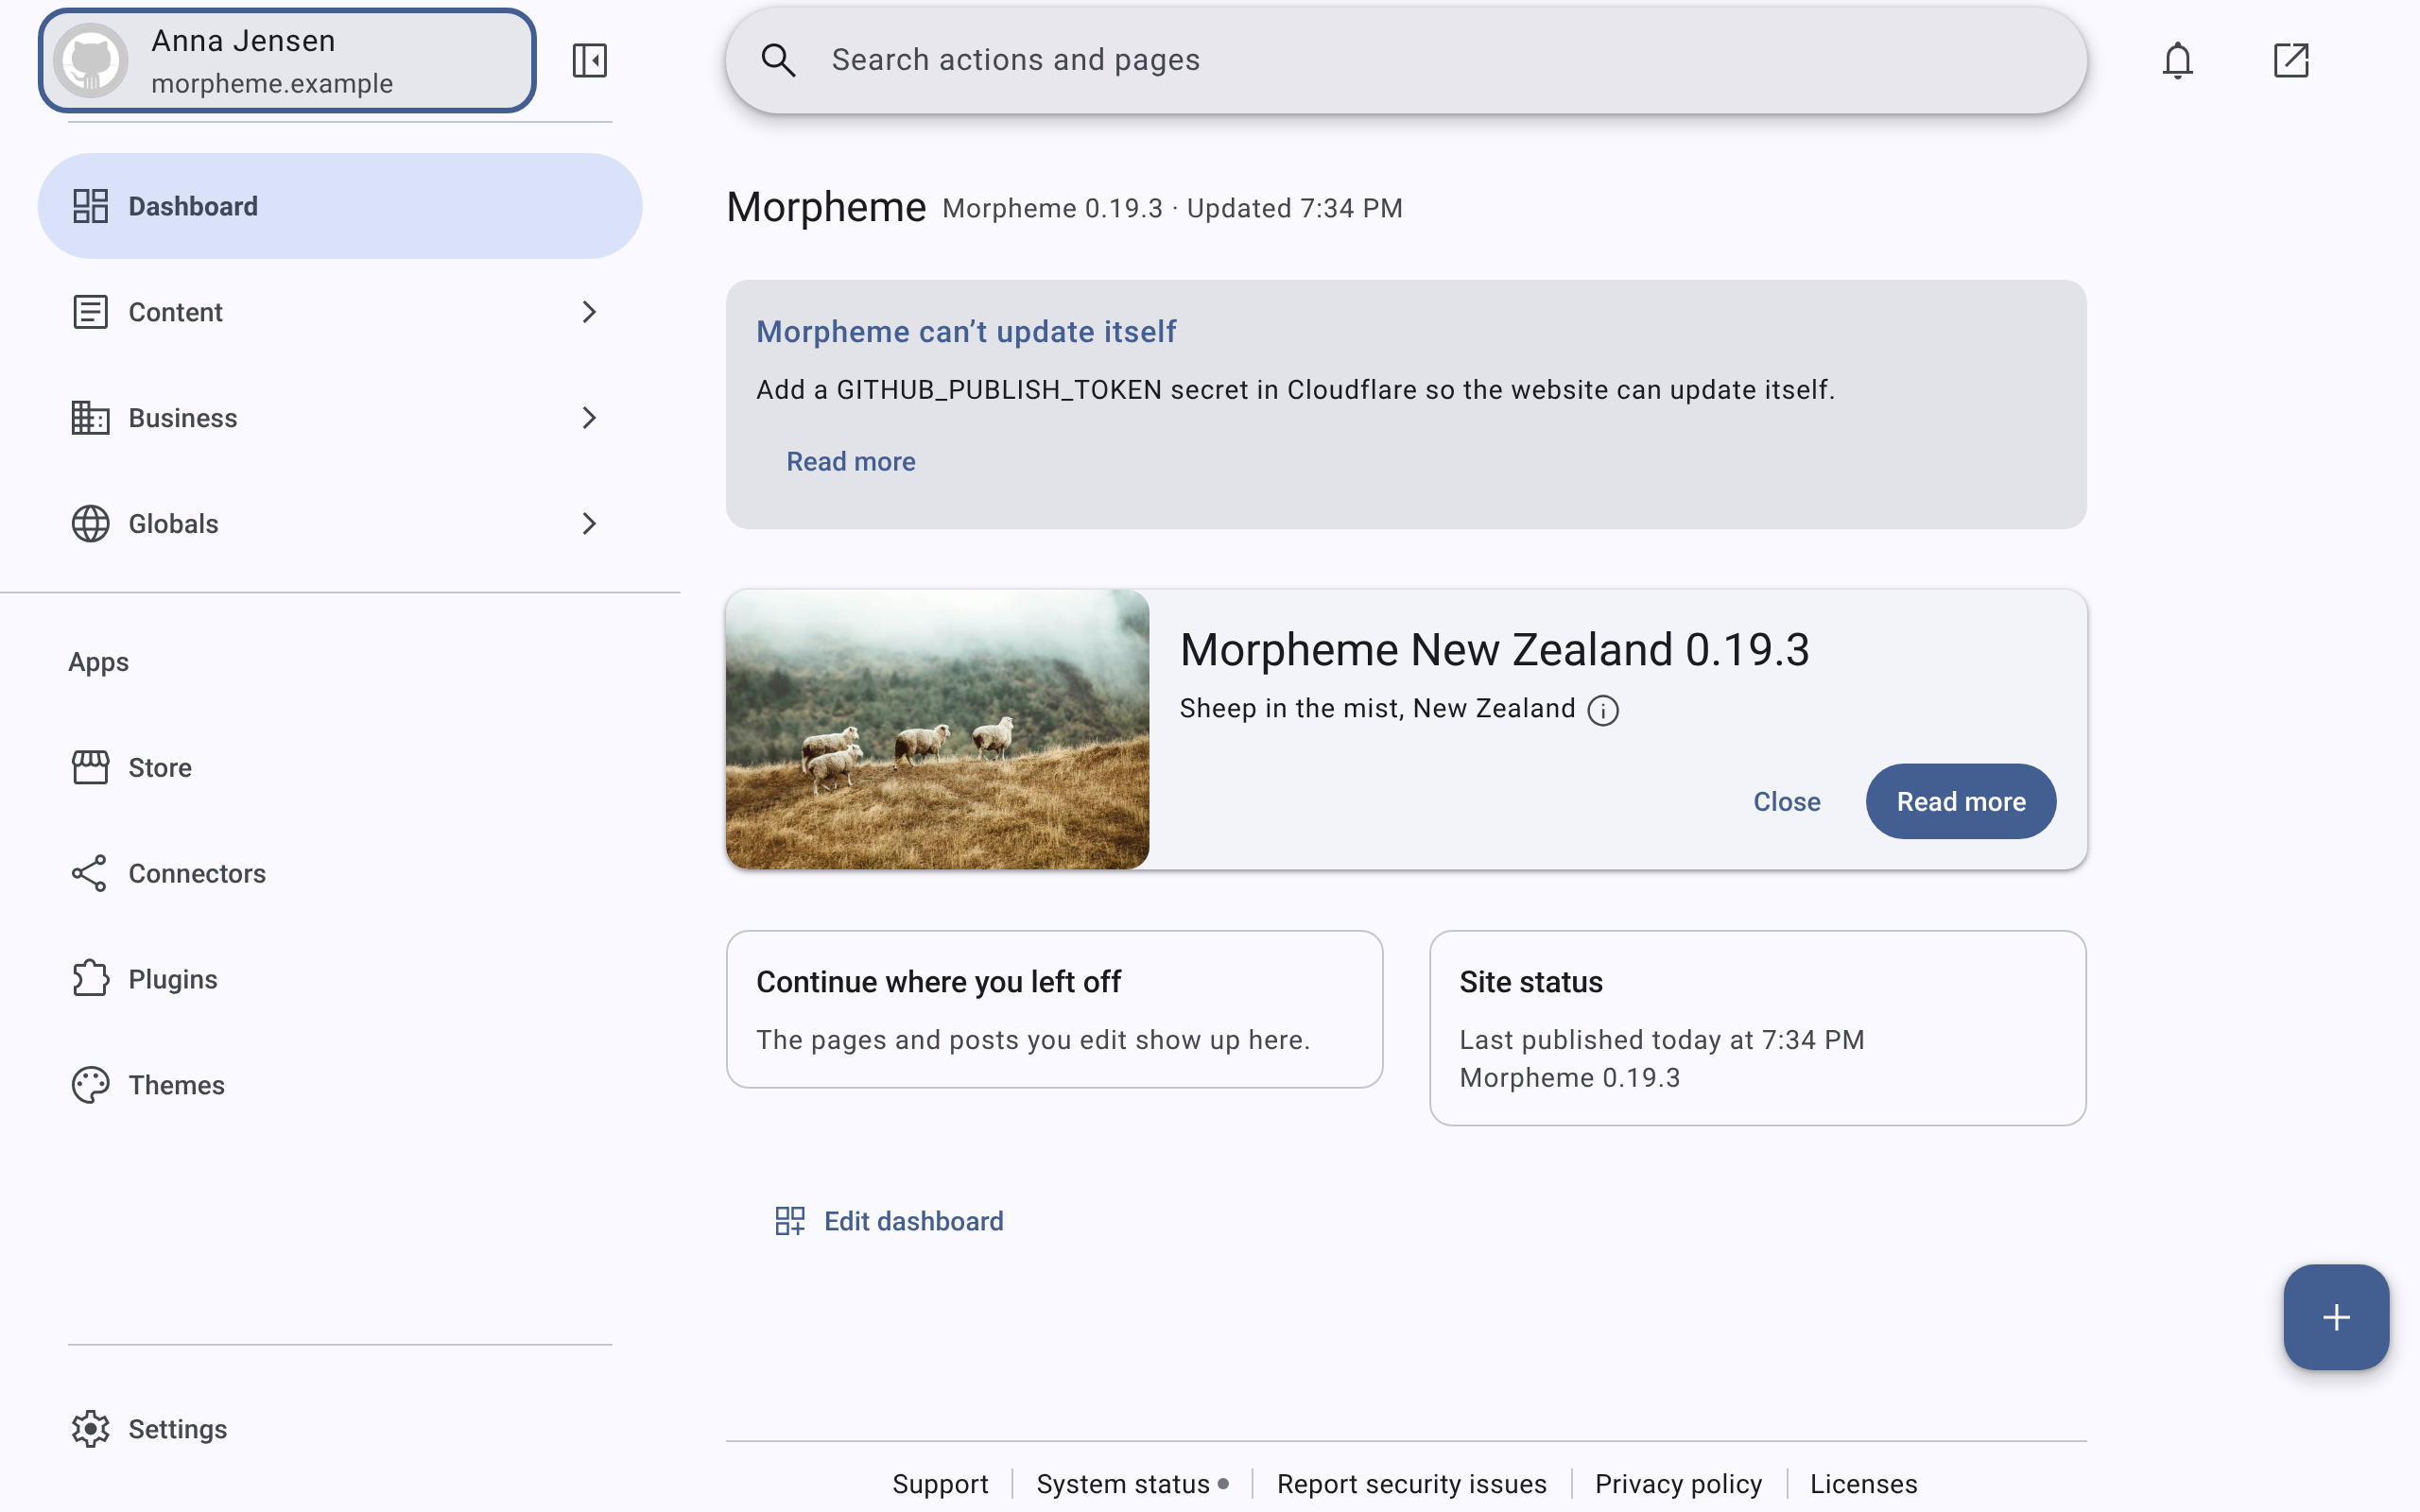 Anna Jensen
morpheme.example
Search actions and pages
Dashboard
Content
Business
Globals
Apps
Store
Connectors
Plugins
Themes
Settings
Morpheme Morpheme 0.19.3 · Updated 7:34 PM
Morpheme can’t update itself
Add a GITHUB_PUBLISH_TOKEN secret in Cloudflare so the website can update itself.
Read more
Morpheme New Zealand 0.19.3
Sheep in the mist, New Zealand
Close Read more
Continue where you left off
The pages and posts you edit show up here.
Site status
Last published today at 7:34 PM
Morpheme 0.19.3
Edit dashboard
Support System status Report security issues Privacy policy Licenses